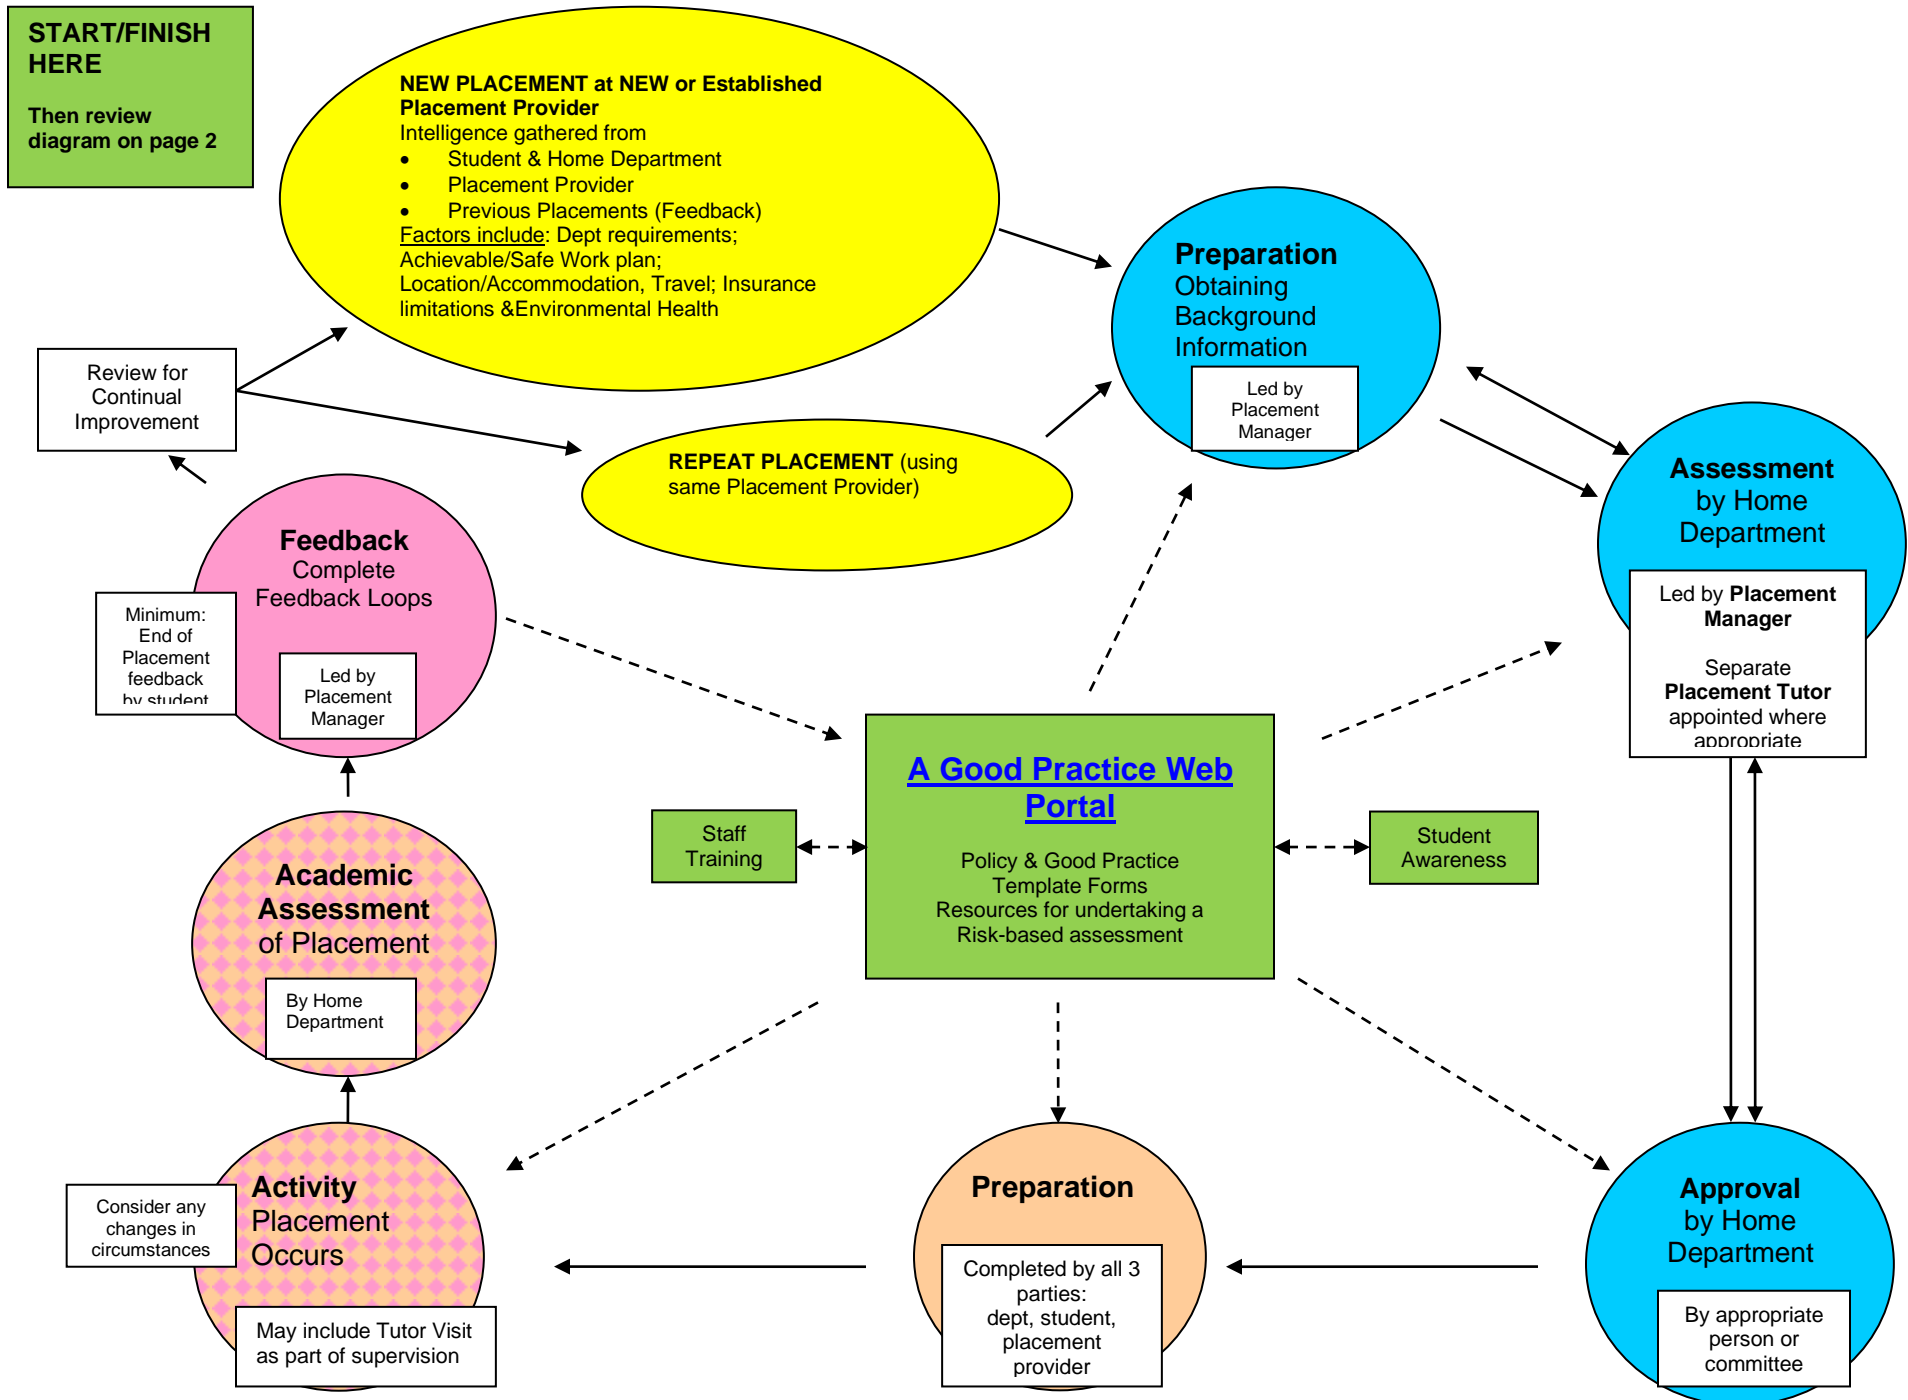 START/FINISH
HERE
Then review
diagram on page 2
NEW PLACEMENT at NEW or Established
Placement Provider
Intelligence gathered from
• Student & Home Department
• Placement Provider
• Previous Placements (Feedback)
Factors include: Dept requirements;
Achievable/Safe Work plan;
Location/Accommodation, Travel; Insurance
limitations &Environmental Health
Preparation
Obtaining
Background
Information
Led by
Placement
Manager
Review for
Continual
Improvement
REPEAT PLACEMENT (using
same Placement Provider)
Assessment
by Home
Department
Led by Placement
Manager
Separate
Placement Tutor
appointed where
appropriate
Feedback
Complete
Feedback Loops
Minimum:
End of
Placement
feedback
by student
Led by
Placement
Manager
A Good Practice Web
Portal
Policy & Good Practice
Template Forms
Resources for undertaking a
Risk-based assessment
Staff
Training
Student
Awareness
Academic
Assessment
of Placement
By Home
Department
Activity
Placement
Occurs
Consider any
changes in
circumstances
May include Tutor Visit
as part of supervision
Preparation
Completed by all 3
parties:
dept, student,
placement
provider
Approval
by Home
Department
By appropriate
person or
committee